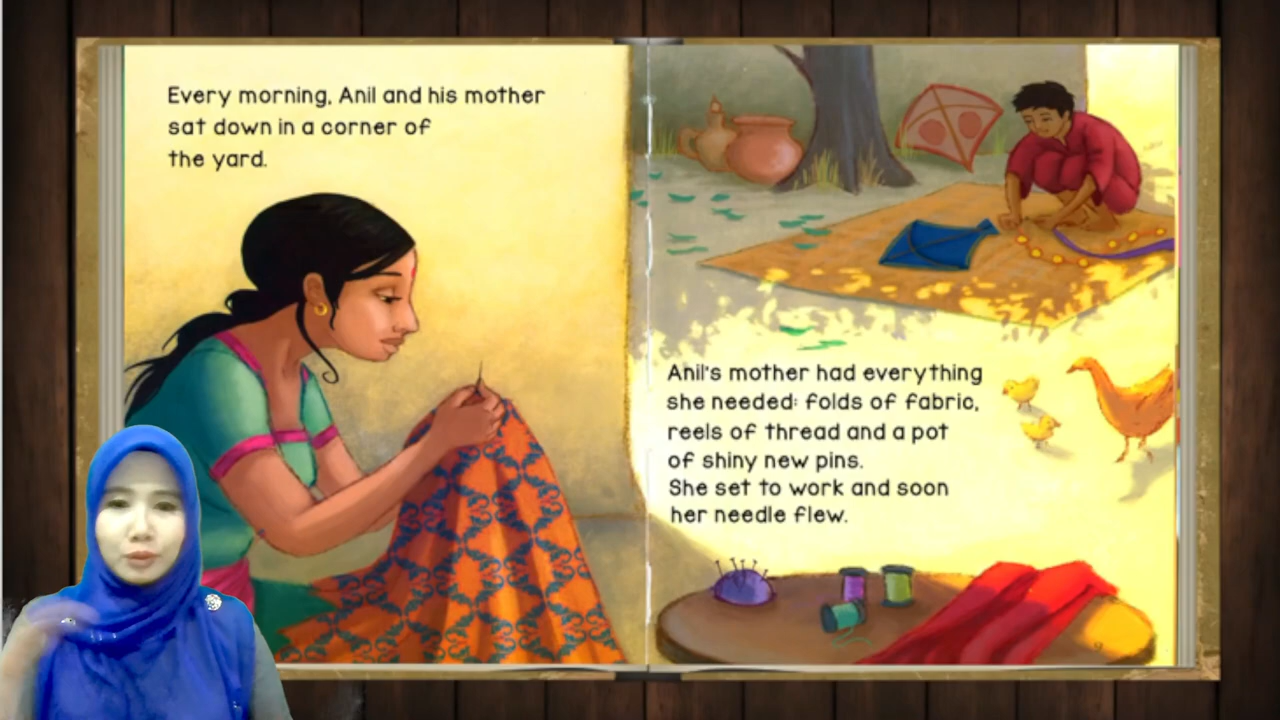 Every morning, Anil and his mother
sat down in a corner of
the yard.
Anil's mother had everything
she needed: folds of fabric,
reels of thread and a pot
of shiny new pins.
She set to work and soon
her needle flew.